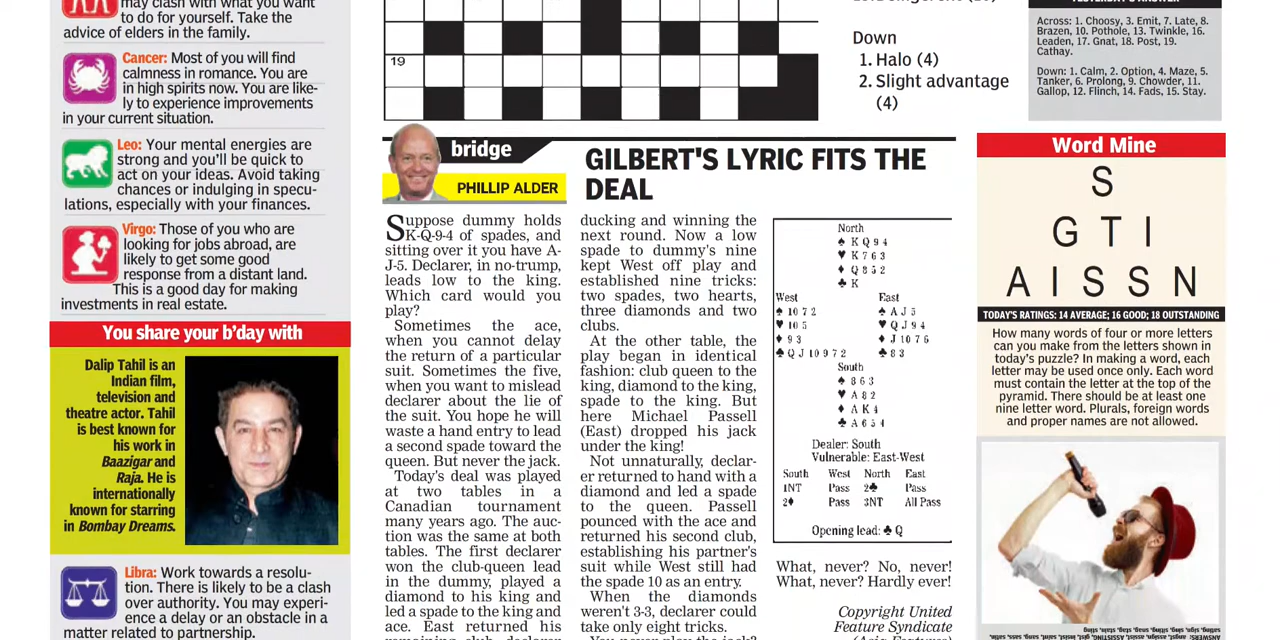 may clash with what you want
to do for yourself. Take the
advice of elders in the family.
Cancer: Most of you will find
calmness in romance. You are
in high spirits now. You are like-
ly to experience improvements
in your current situation.
Leo: Your mental energies are
strong and you'll be quick to
act on your ideas. Avoid taking
chances or indulging in specu-
lations, especially with your finances.
Virgo: Those of you who are
looking for jobs abroad, are
likely to get some good
response from a distant land.
This is a good day for making
investments in real estate.
You share your b'day with
Dalip Tahil is an
Indian film,
television and
theatre actor. Tahil
is best known for
his work in
Baazigar and
Raja. He is
internationally
known for starring
in Bombay Dreams.
Libra: Work towards a resolu-
tion. There is likely to be a clash
over authority. You may experi-
ence a delay or an obstacle in a
matter related to partnership.
19
Down
1. Halo (4)
2. Slight advantage
(4)
Across: 1. Choosy, 3. Emit, 7. Late, 8.
Brazen, 10. Pothole, 13. Twinkle, 16.
Leaden, 17. Gnat, 18. Post, 19.
Cathay.
Down: 1. Calm, 2. Option, 4. Maze, 5.
Tanker, 6. Prolong, 9. Chowder, 11.
Gallop, 12. Flinch, 14. Fads, 15. Stay.
bridge
PHILLIP ALDER
GILBERT'S LYRIC FITS THE
DEAL
Suppose dummy holds
K-Q-9-4 of spades, and
sitting over it you have A-
J-5. Declarer, in no-trump,
leads low to the king.
Which card would you
play?
Sometimes the ace,
when you cannot delay
the return of a particular
suit. Sometimes the five,
when you want to mislead
declarer about the lie of
the suit. You hope he will
waste a hand entry to lead
a second spade toward the
queen. But never the jack.
Today's deal was played
at two tables in a
Canadian tournament
many years ago. The auc-
tion was the same at both
tables. The first declarer
won the club-queen lead
in the dummy, played a
diamond to his king and
led a spade to the king and
ace. East returned his
remaining club, declarer
ducking and winning the
next round. Now a low
spade to dummy's nine
kept West off play and
established nine tricks:
two spades, two hearts,
three diamonds and two
clubs.
At the other table, the
play began in identical
fashion: club queen to the
king, diamond to the king,
spade to the king. But
here Michael Passell
(East) dropped his jack
under the king!
Not unnaturally, declar-
er returned to hand with a
diamond and led a spade
to the queen. Passell
pounced with the ace and
returned his second club,
establishing his partner's
suit while West still had
the spade 10 as an entry.
When the diamonds
weren't 3-3, declarer could
take only eight tricks.
You never play the jack?
North
♠ K Q 9 4
♥ K 7 6 3
♦ Q 8 5 2
♣ K
West East
♠ 10 7 2 ♠ A J 5
♥ 10 5 ♥ Q J 9 4
♦ 9 3 ♦ J 10 7 6
♣ Q J 10 9 7 2 ♣ 8 3
South
♠ 8 6 3
♥ A 8 2
♦ A K 4
♣ A 6 5 4
Dealer: South
Vulnerable: East-West
South West North East
1NT Pass 2♣ Pass
2♦ Pass 3NT All Pass
Opening lead: ♣ Q
What, never? No, never!
What, never? Hardly ever!
Copyright United
Feature Syndicate
(Asia Features)
Word Mine
S
G T I
A I S S N
TODAY'S RATINGS: 14 AVERAGE; 16 GOOD; 18 OUTSTANDING
How many words of four or more letters
can you make from the letters shown in
today's puzzle? In making a word, each
letter may be used once only. Each word
must contain the letter at the top of the
pyramid. There should be at least one
nine letter word. Plurals, foreign words
and proper names are not allowed.